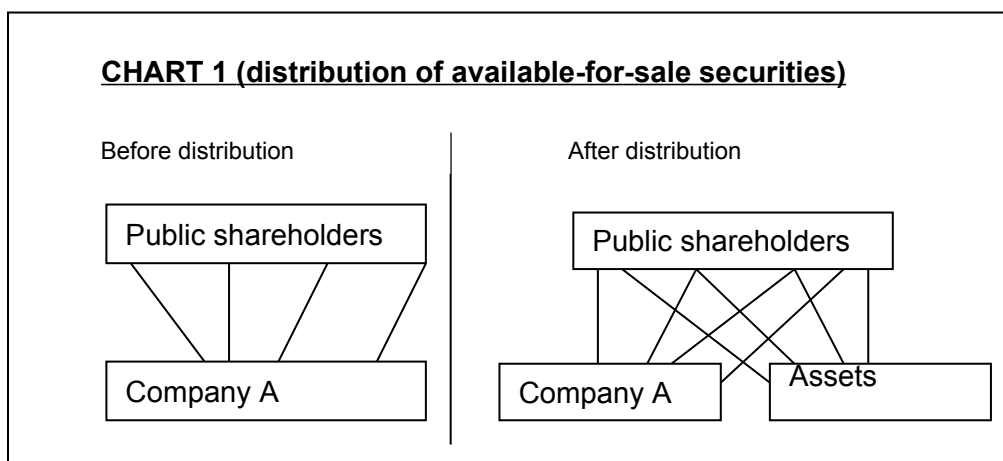 CHART 1 (distribution of available-for-sale securities)
Before distribution
After distribution
Public shareholders
Public shareholders
Company A
Company A
Assets